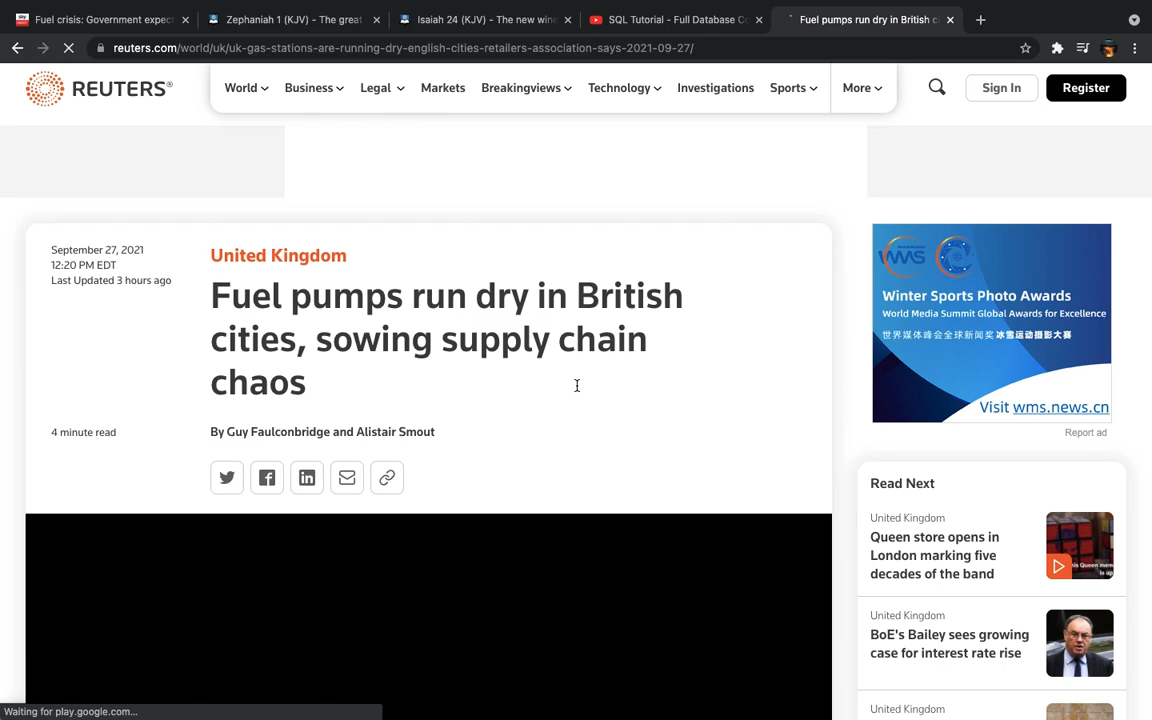 Fuel crisis: Government expect
Zephaniah 1 (KJV) - The great
Isaiah 24 (KJV) - The new wine
SQL Tutorial - Full Database Co
Fuel pumps run dry in British c
reuters.com/world/uk/uk-gas-stations-are-running-dry-english-cities-retailers-association-says-2021-09-27/
REUTERS®
World
Business
Legal
Markets
Breakingviews
Technology
Investigations
Sports
More
Sign In
Register
September 27, 2021
12:20 PM EDT
Last Updated 3 hours ago
United Kingdom
Fuel pumps run dry in British
cities, sowing supply chain
chaos
4 minute read
By Guy Faulconbridge and Alistair Smout
WMS
Winter Sports Photo Awards
World Media Summit Global Awards for Excellence
世界媒体峰会全球新闻奖 冰雪运动摄影大赛
Visit wms.news.cn
Report ad
Read Next
United Kingdom
Queen store opens in
London marking five
decades of the band
United Kingdom
BoE's Bailey sees growing
case for interest rate rise
United Kingdom
Waiting for play.google.com...